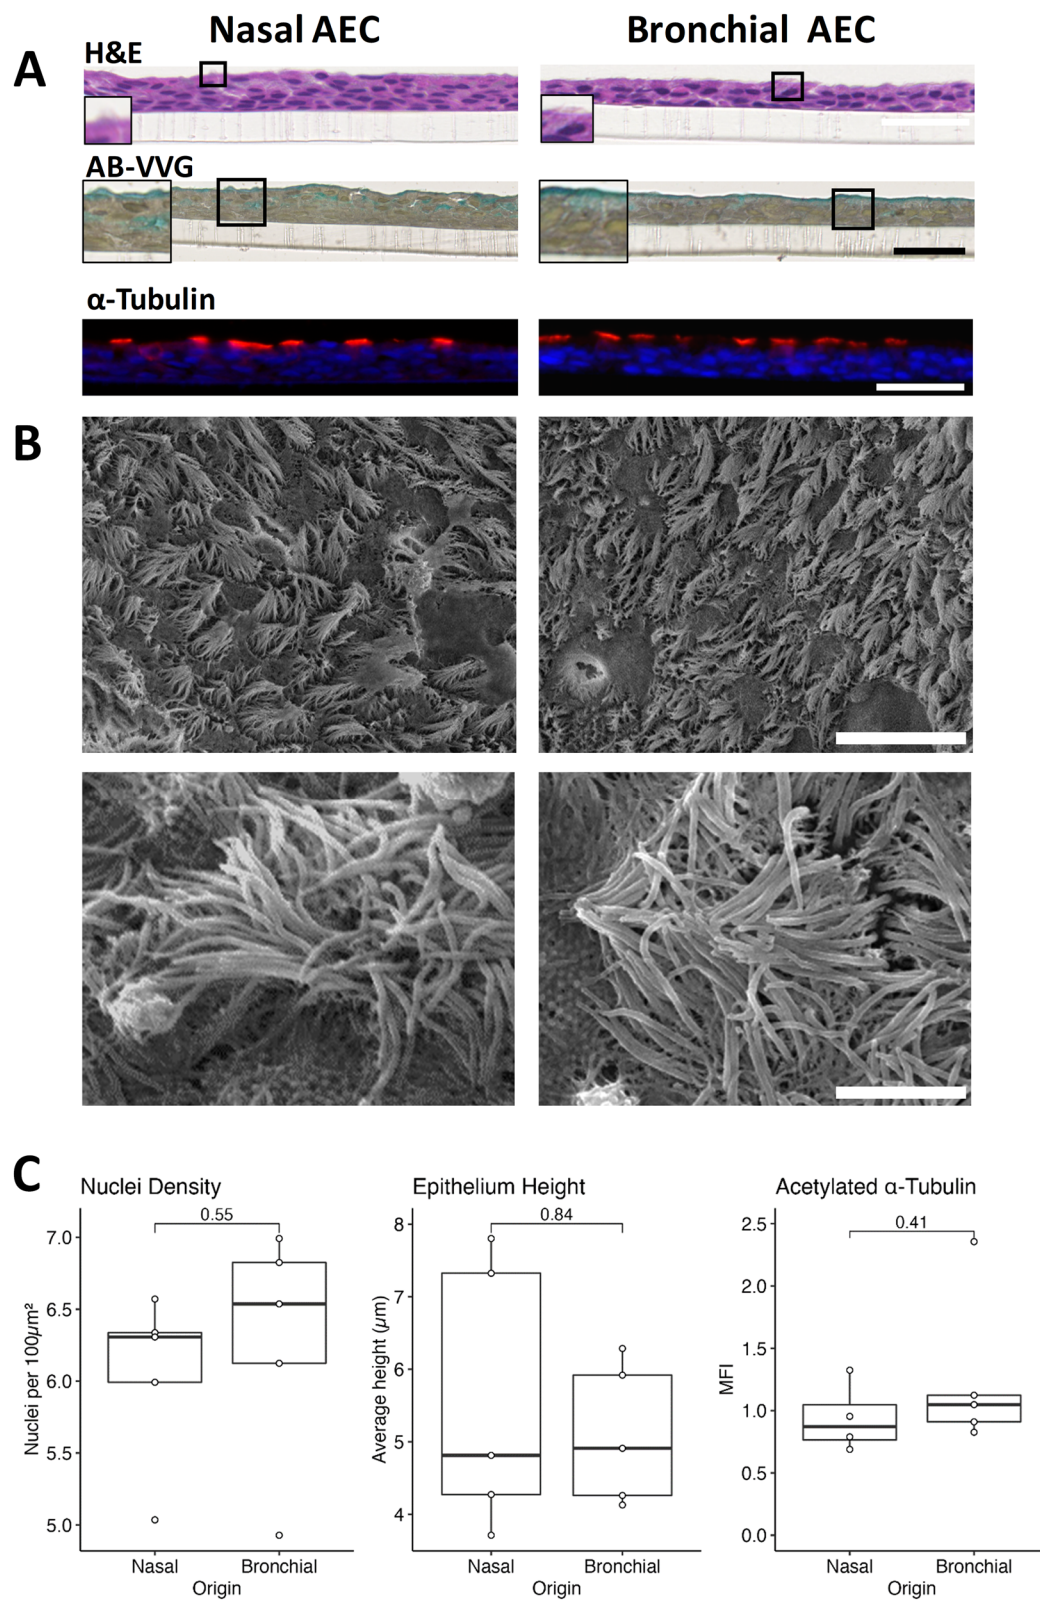 Nasal AEC
Bronchial AEC
A
H&E
AB-VVG
α-Tubulin
B
C
Nuclei Density
0.55
Nuclei per 100µm²
7.0
6.5
6.0
5.5
5.0
Nasal
Bronchial
Origin
Epithelium Height
0.84
Average height (µm)
8
7
6
5
4
Nasal
Bronchial
Origin
Acetylated α-Tubulin
0.41
MFI
2.5
2.0
1.5
1.0
0.5
0.0
Nasal
Bronchial
Origin